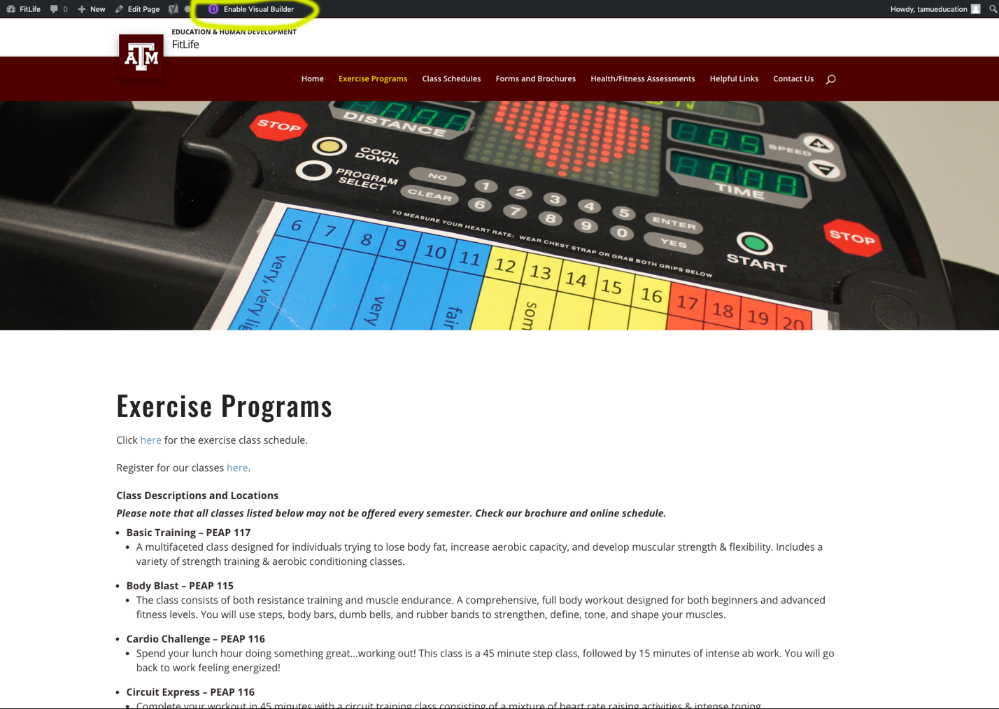 FitLife 0 New Edit Page Enable Visual Builder Howdy, tamueducation
EDUCATION & HUMAN DEVELOPMENT
FitLife
ATM
Home Exercise Programs Class Schedules Forms and Brochures Health/Fitness Assessments Helpful Links Contact Us
STOP
DISTANCE
COOL
DOWN
PROGRAM
SELECT
NO 1 2 3 4 5 ENTER
CLEAR 6 7 8 9 0 YES
SPEED
TIME
TO MEASURE YOUR HEART RATE: WEAR CHEST STRAP OR GRAB BOTH GRIPS BELOW
START
STOP
6 7 8 9 10 11 12 13 14 15 16 17 18 19 20
very, very
very
Exercise Programs
Click here for the exercise class schedule.
Register for our classes here.
Class Descriptions and Locations
Please note that all classes listed below may not be offered every semester. Check our brochure and online schedule.
• Basic Training – PEAP 117
• A multifaceted class designed for individuals trying to lose body fat, increase aerobic capacity, and develop muscular strength & flexibility. Includes a
variety of strength training & aerobic conditioning classes.
• Body Blast – PEAP 115
• The class consists of both resistance training and muscle endurance. A comprehensive, full body workout designed for both beginners and advanced
fitness levels. You will use steps, body bars, dumb bells, and rubber bands to strengthen, define, tone, and shape your muscles.
• Cardio Challenge – PEAP 116
• Spend your lunch hour doing something great...working out! This class is a 45 minute step class, followed by 15 minutes of intense ab work. You will go
back to work feeling energized!
• Circuit Express – PEAP 116
• Complete your workout in 45 minutes with a circuit training class consisting of a mixture of heart rate raising activities & intense toning